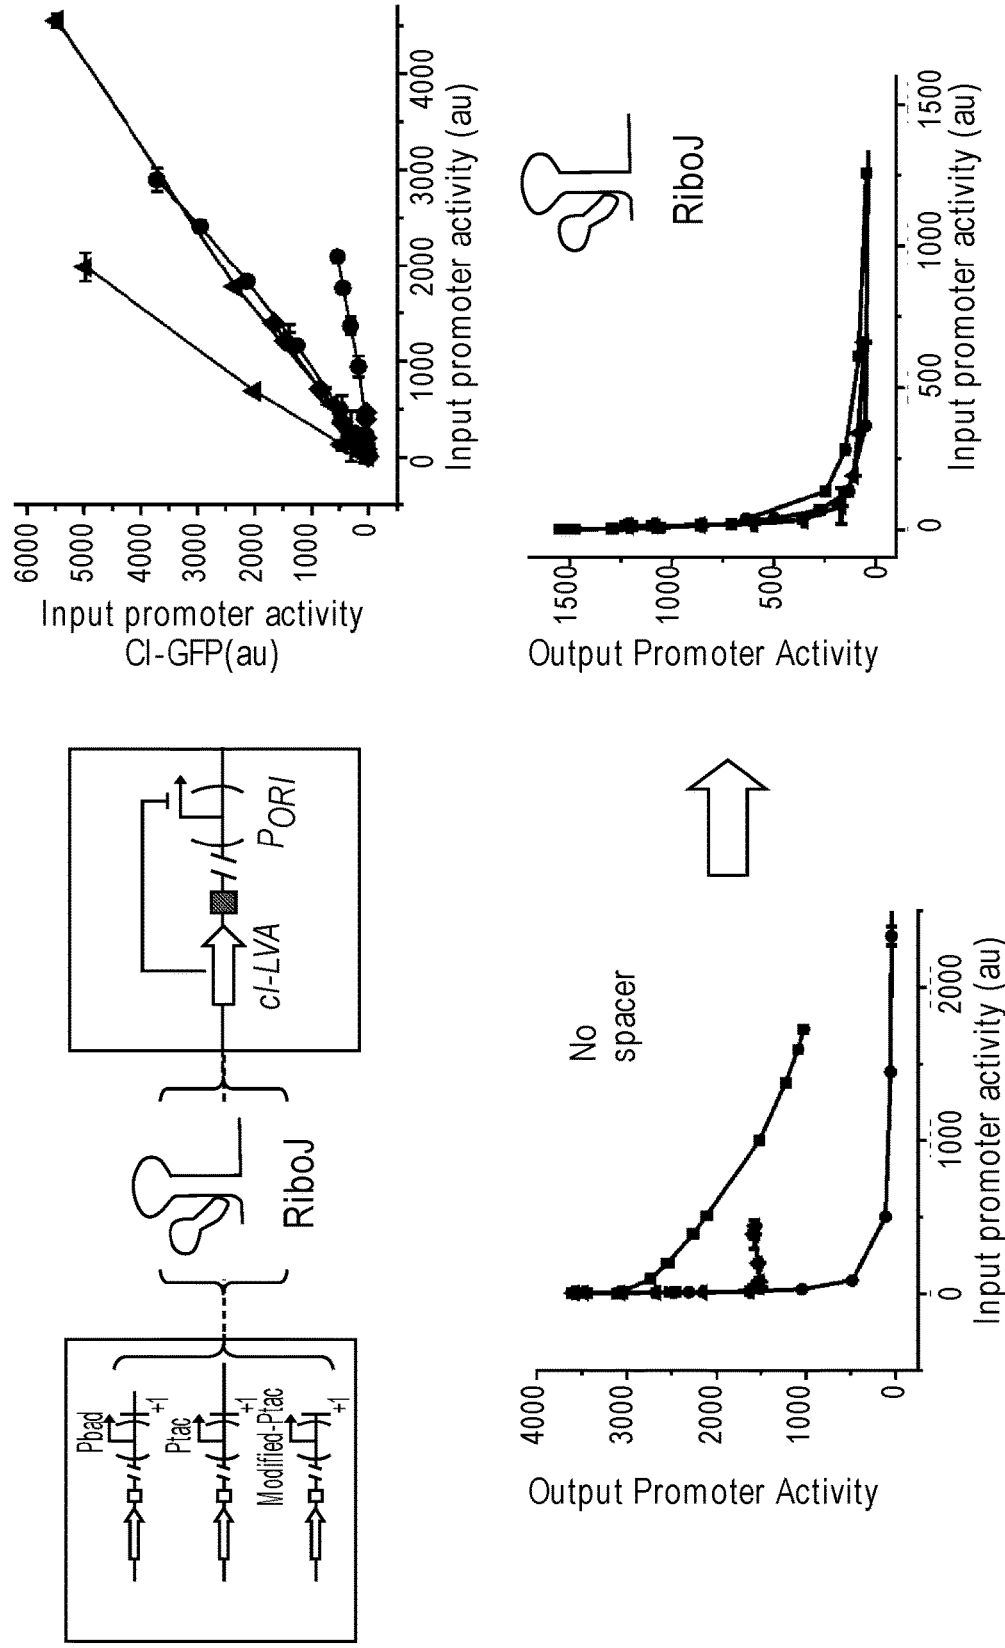 Pbad
+1
Ptac
+1
Modified-Ptac
+1
RiboJ
cI-LVA
PORI
Input promoter activity
CI-GFP(au)
6000
5000
4000
3000
2000
1000
0
0
1000
2000
3000
4000
Input promoter activity (au)
Output Promoter Activity
4000
3000
2000
1000
0
No
spacer
0
1000
2000
Input promoter activity (au)
Output Promoter Activity
1500
1000
500
0
RiboJ
0
500
1000
1500
Input promoter activity (au)